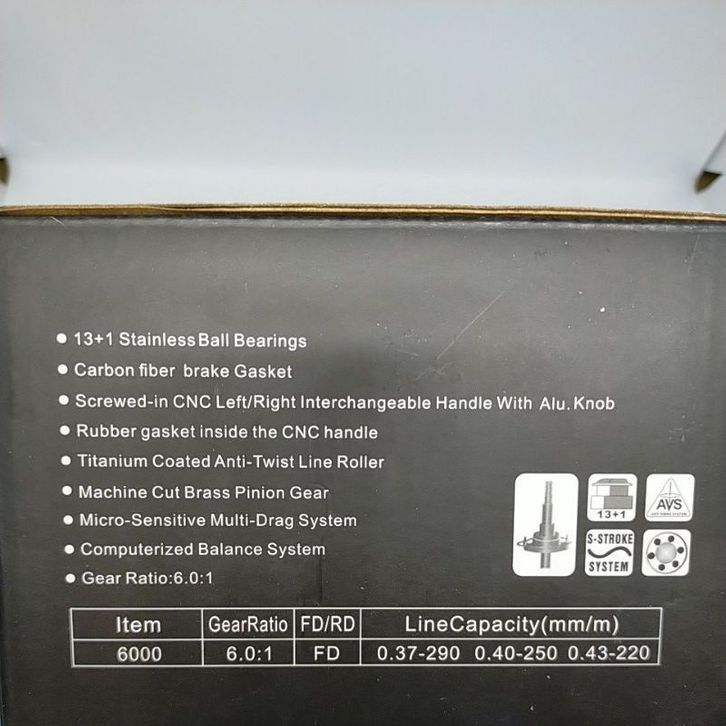 13+1 Stainless Ball Bearings
Carbon fiber brake Gasket
Screwed-in CNC Left/Right Interchangeable Handle With Alu. Knob
Rubber gasket inside the CNC handle
Titanium Coated Anti-Twist Line Roller
Machine Cut Brass Pinion Gear
Micro-Sensitive Multi-Drag System
Computerized Balance System
Gear Ratio:6.0:1
13+1
AVS
S-STROKE
SYSTEM
Item GearRatio FD/RD LineCapacity(mm/m)
6000 6.0:1 FD 0.37-290 0.40-250 0.43-220